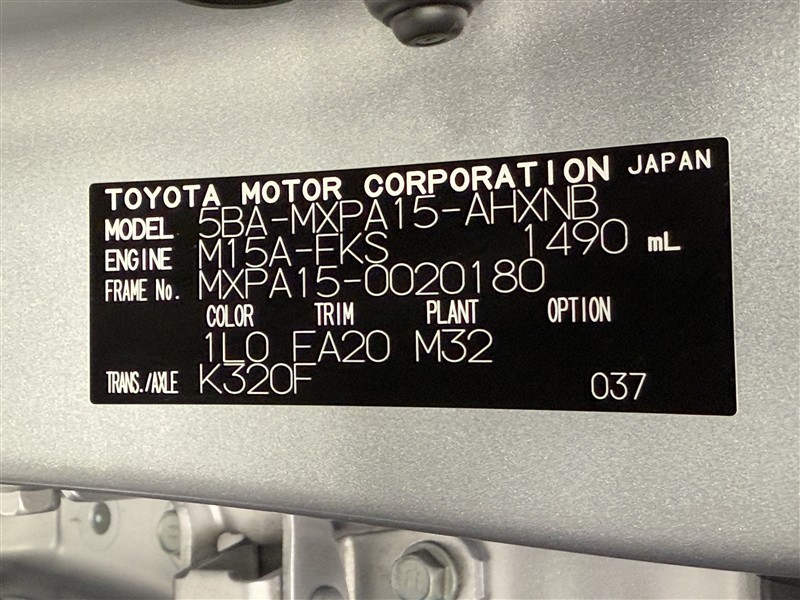 TOYOTA MOTOR CORPORATION JAPAN
MODEL 5BA-MXPA15-AHXNB
ENGINE M15A-FKS 1490 mL
FRAME No. MXPA15-0020180
COLOR TRIM PLANT OPTION
1L0 FA20 M32
TRANS./AXLE K320F 037